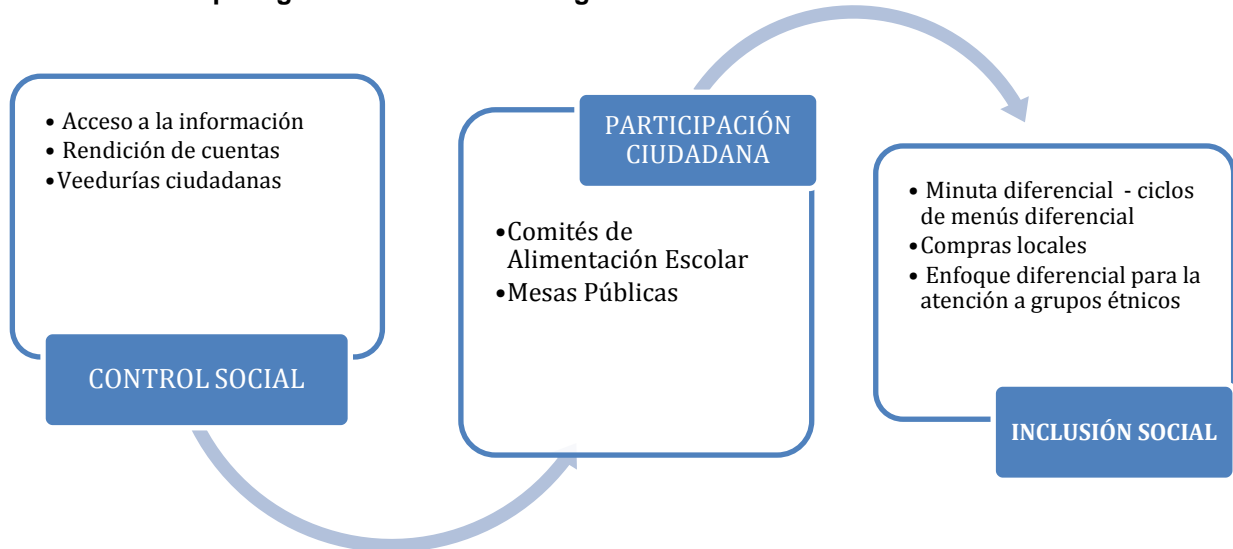 • Acceso a la información
• Rendición de cuentas
•Veedurías ciudadanas
CONTROL SOCIAL
PARTICIPACIÓN
CIUDADANA
•Comités de
Alimentación Escolar
•Mesas Públicas
• Minuta diferencial - ciclos
de menús diferencial
•Compras locales
• Enfoque diferencial para la
atención a grupos étnicos
INCLUSIÓN SOCIAL